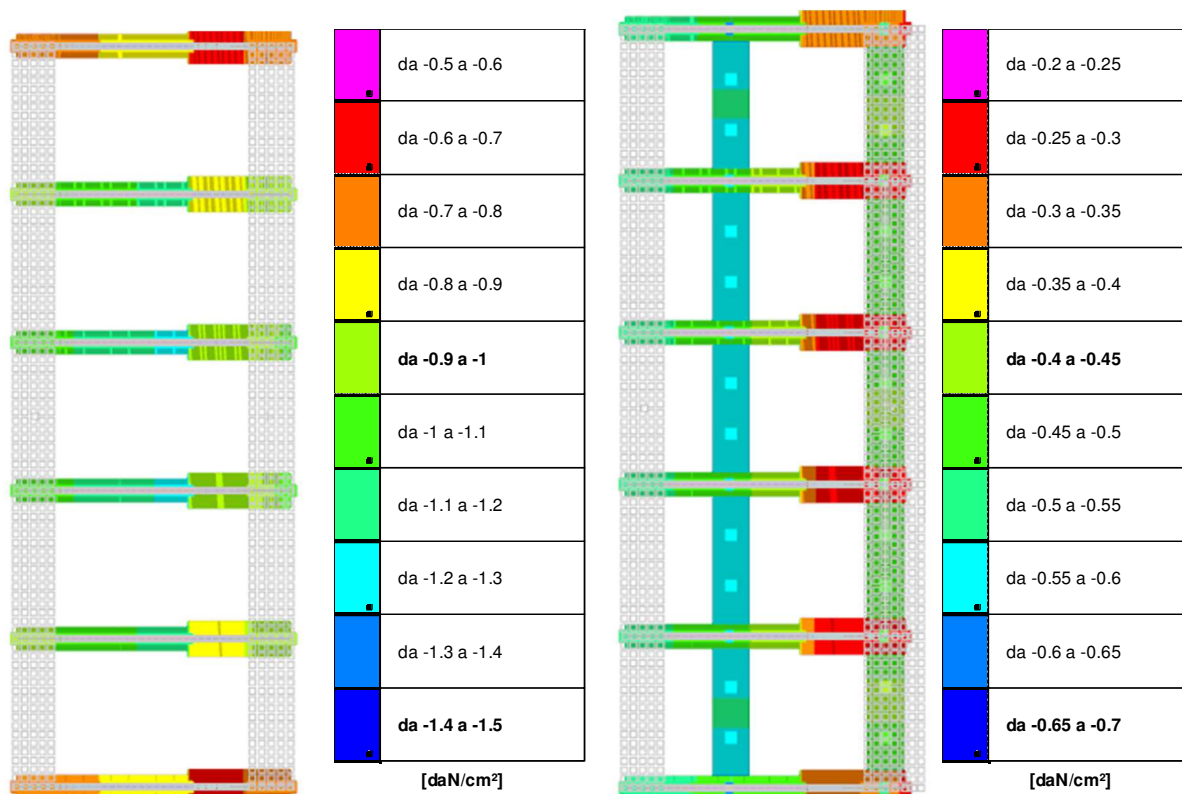 da -0.5 a -0.6
da -0.6 a -0.7
da -0.7 a -0.8
da -0.8 a -0.9
da -0.9 a -1
da -1 a -1.1
da -1.1 a -1.2
da -1.2 a -1.3
da -1.3 a -1.4
da -1.4 a -1.5
[daN/cm²]
da -0.2 a -0.25
da -0.25 a -0.3
da -0.3 a -0.35
da -0.35 a -0.4
da -0.4 a -0.45
da -0.45 a -0.5
da -0.5 a -0.55
da -0.55 a -0.6
da -0.6 a -0.65
da -0.65 a -0.7
[daN/cm²]